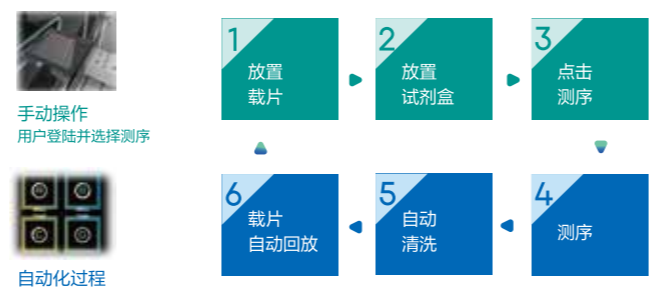 手动操作
用户登陆并选择测序
1
放置
载片
2
放置
试剂盒
3
点击
测序
自动化过程
6
载片
自动回放
5
自动
清洗
4
测序